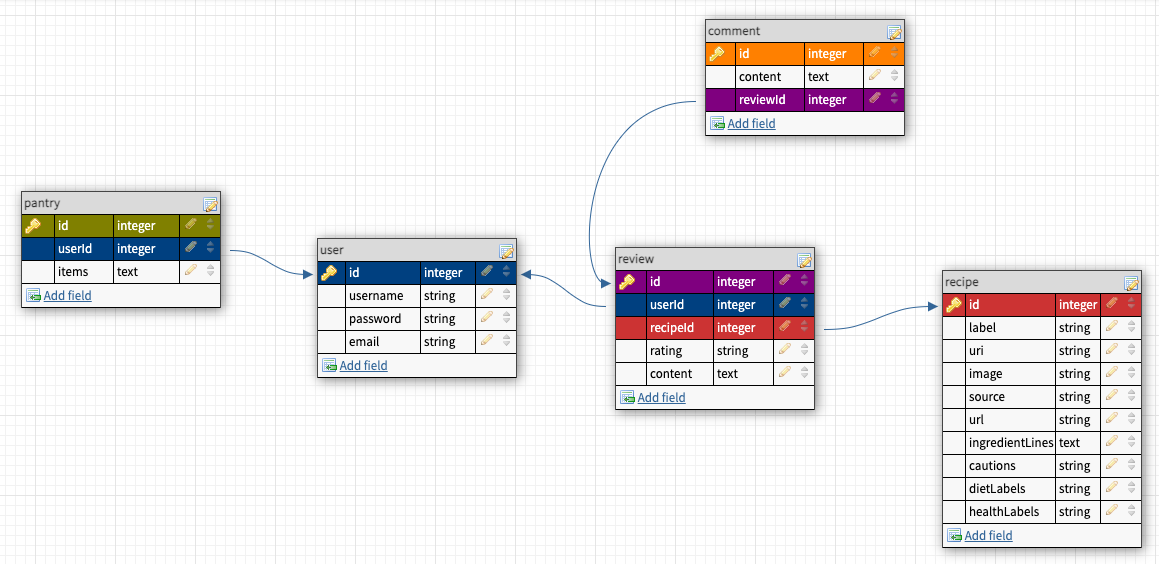 comment
id integer
content text
reviewId integer
Add field
pantry
id integer
userId integer
items text
Add field
user
id integer
username string
password string
email string
Add field
review
id integer
userId integer
recipeId integer
rating string
content text
Add field
recipe
id integer
label string
uri string
image string
source string
url string
ingredientLines text
cautions string
dietLabels string
healthLabels string
Add field